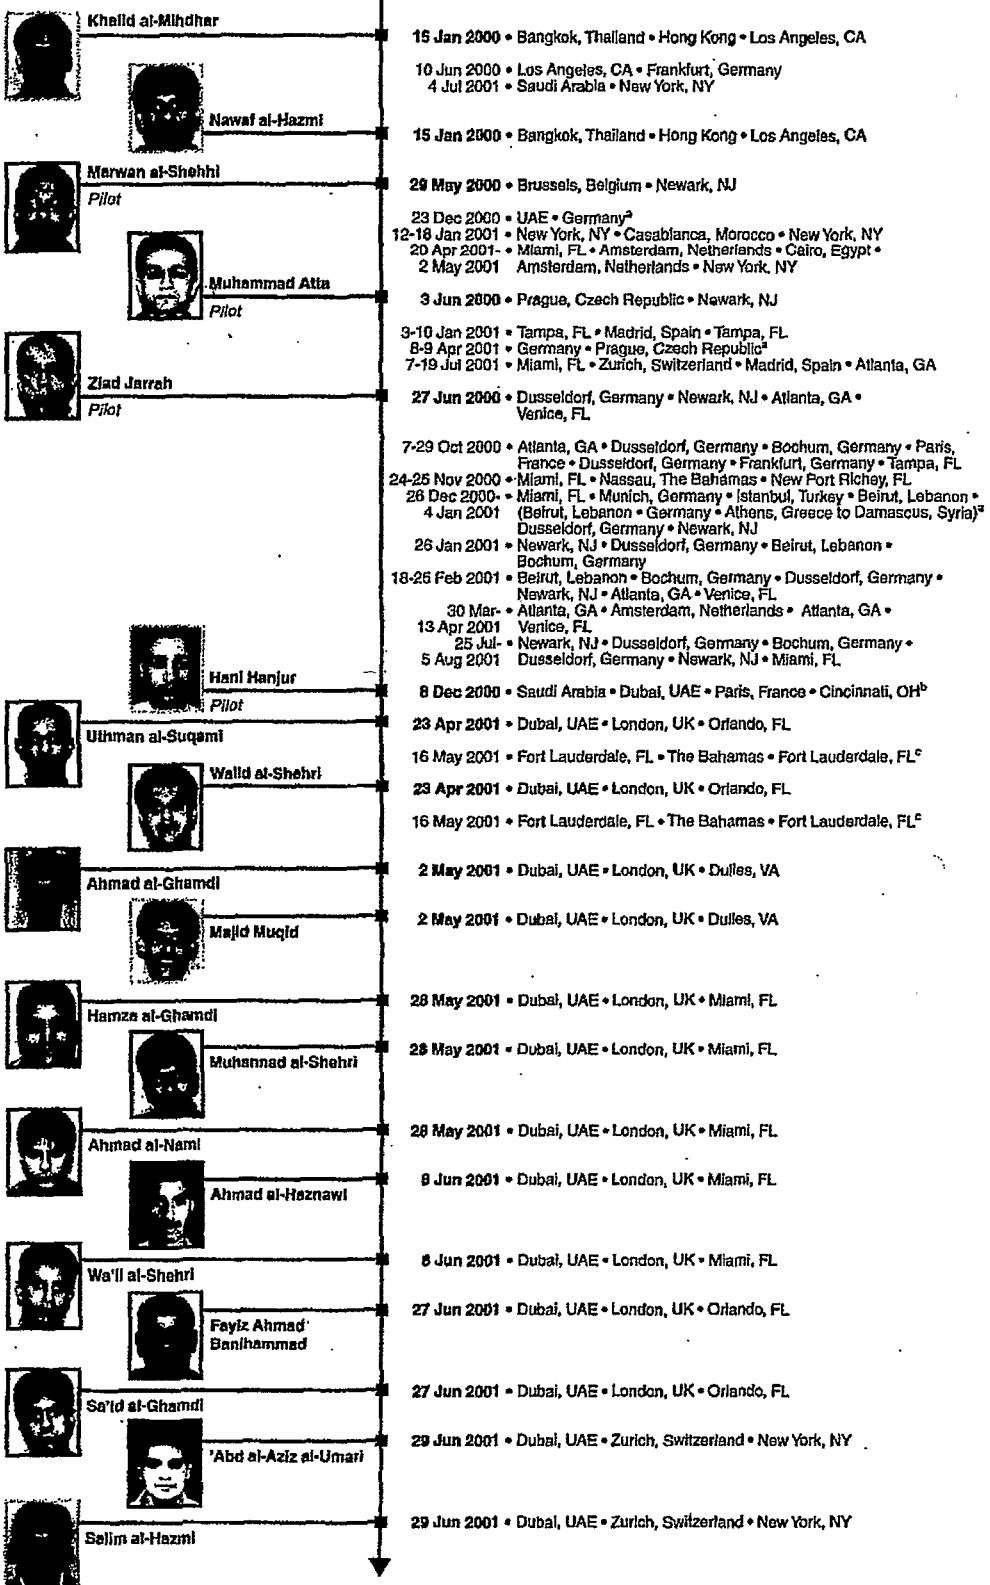 Khalid al-Mihdhar
15 Jan 2000 • Bangkok, Thailand • Hong Kong • Los Angeles, CA
10 Jun 2000 • Los Angeles, CA • Frankfurt, Germany
4 Jul 2001 • Saudi Arabia • New York, NY
Nawaf al-Hazmi
15 Jan 2000 • Bangkok, Thailand • Hong Kong • Los Angeles, CA
Marwan al-Shehhi
Pilot
29 May 2000 • Brussels, Belgium • Newark, NJ
23 Dec 2000 • UAE • Germanyᵃ
12-18 Jan 2001 • New York, NY • Casablanca, Morocco • New York, NY
20 Apr 2001- • Miami, FL • Amsterdam, Netherlands • Cairo, Egypt •
2 May 2001 Amsterdam, Netherlands • New York, NY
Muhammad Atta
Pilot
3 Jun 2000 • Prague, Czech Republic • Newark, NJ
3-10 Jan 2001 • Tampa, FL • Madrid, Spain • Tampa, FL
8-9 Apr 2001 • Germany • Prague, Czech Republicᵃ
7-19 Jul 2001 • Miami, FL • Zurich, Switzerland • Madrid, Spain • Atlanta, GA
Ziad Jarrah
Pilot
27 Jun 2000 • Dusseldorf, Germany • Newark, NJ • Atlanta, GA •
Venice, FL
7-29 Oct 2000 • Atlanta, GA • Dusseldorf, Germany • Bochum, Germany • Paris,
France • Dusseldorf, Germany • Frankfurt, Germany • Tampa, FL
24-25 Nov 2000 • Miami, FL • Nassau, The Bahamas • New Port Richey, FL
26 Dec 2000- • Miami, FL • Munich, Germany • Istanbul, Turkey • Beirut, Lebanon •
4 Jan 2001 (Beirut, Lebanon • Germany • Athens, Greece to Damascus, Syria)ᵃ
Dusseldorf, Germany • Newark, NJ
26 Jan 2001 • Newark, NJ • Dusseldorf, Germany • Beirut, Lebanon •
Bochum, Germany
18-26 Feb 2001 • Beirut, Lebanon • Bochum, Germany • Dusseldorf, Germany •
Newark, NJ • Atlanta, GA • Venice, FL
30 Mar- • Atlanta, GA • Amsterdam, Netherlands • Atlanta, GA •
13 Apr 2001 Venice, FL
25 Jul- • Newark, NJ • Dusseldorf, Germany • Bochum, Germany •
5 Aug 2001 Dusseldorf, Germany • Newark, NJ • Miami, FL
Hani Hanjur
Pilot
8 Dec 2000 • Saudi Arabia • Dubai, UAE • Paris, France • Cincinnati, OHᵇ
Uthman al-Suqami
23 Apr 2001 • Dubai, UAE • London, UK • Orlando, FL
16 May 2001 • Fort Lauderdale, FL • The Bahamas • Fort Lauderdale, FLᶜ
Walid al-Shehri
23 Apr 2001 • Dubai, UAE • London, UK • Orlando, FL
16 May 2001 • Fort Lauderdale, FL • The Bahamas • Fort Lauderdale, FLᶜ
Ahmad al-Ghamdi
2 May 2001 • Dubai, UAE • London, UK • Dulles, VA
Majid Muqid
2 May 2001 • Dubai, UAE • London, UK • Dulles, VA
Hamza al-Ghamdi
28 May 2001 • Dubai, UAE • London, UK • Miami, FL
Muhannad al-Shehri
28 May 2001 • Dubai, UAE • London, UK • Miami, FL
Ahmad al-Nami
28 May 2001 • Dubai, UAE • London, UK • Miami, FL
Ahmad al-Haznawi
8 Jun 2001 • Dubai, UAE • London, UK • Miami, FL
Wa'il al-Shehri
8 Jun 2001 • Dubai, UAE • London, UK • Miami, FL
Fayiz Ahmad
Banihammad
27 Jun 2001 • Dubai, UAE • London, UK • Orlando, FL
Sa'id al-Ghamdi
27 Jun 2001 • Dubai, UAE • London, UK • Orlando, FL
'Abd al-Aziz al-Umari
29 Jun 2001 • Dubai, UAE • Zurich, Switzerland • New York, NY
Salim al-Hazmi
29 Jun 2001 • Dubai, UAE • Zurich, Switzerland • New York, NY